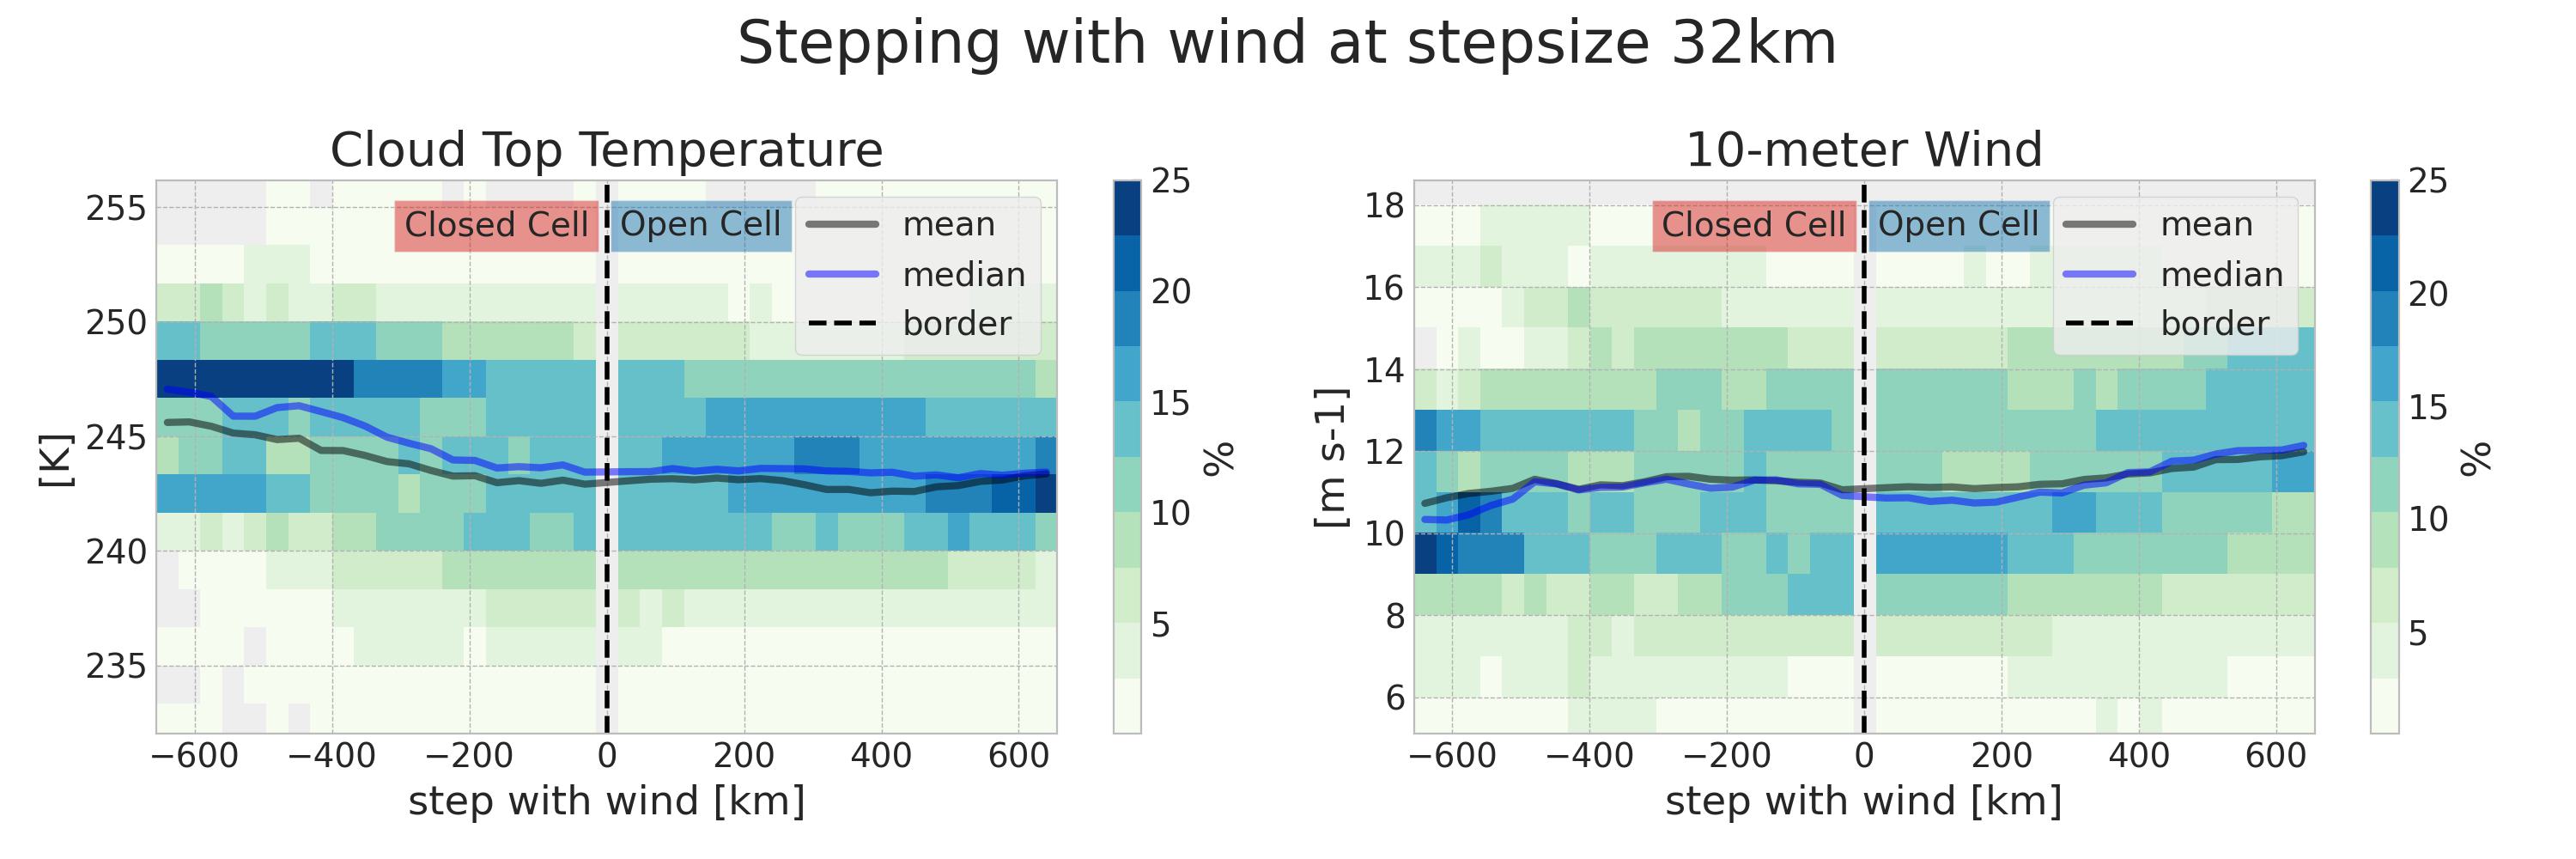 Stepping with wind at stepsize 32km
Cloud Top Temperature
255
250
245
240
235
[K]
Closed Cell
Open Cell
mean
median
border
−600
−400
−200
0
200
400
600
step with wind [km]
25
20
15
10
5
%
10-meter Wind
18
16
14
12
10
8
6
[m s-1]
Closed Cell
Open Cell
mean
median
border
−600
−400
−200
0
200
400
600
step with wind [km]
25
20
15
10
5
%